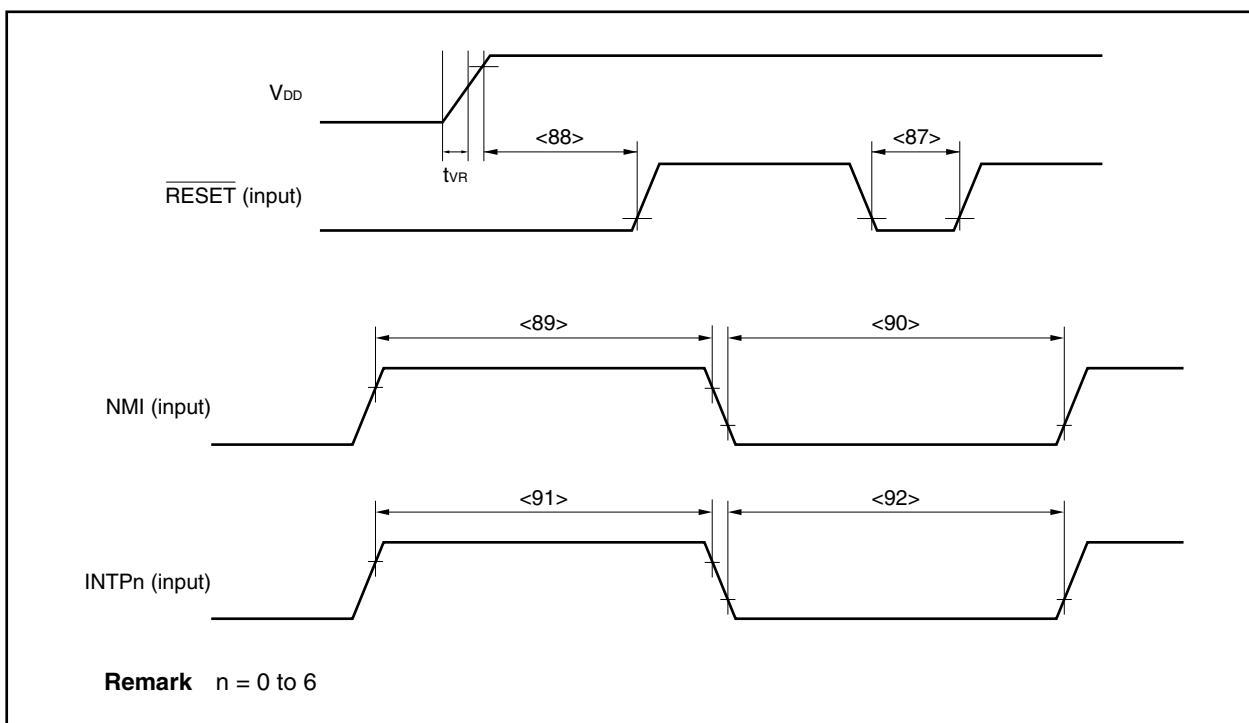 VDD
<88>
<87>
tVR
RESET (input)
<89>
<90>
NMI (input)
<91>
<92>
INTPn (input)
Remark n = 0 to 6